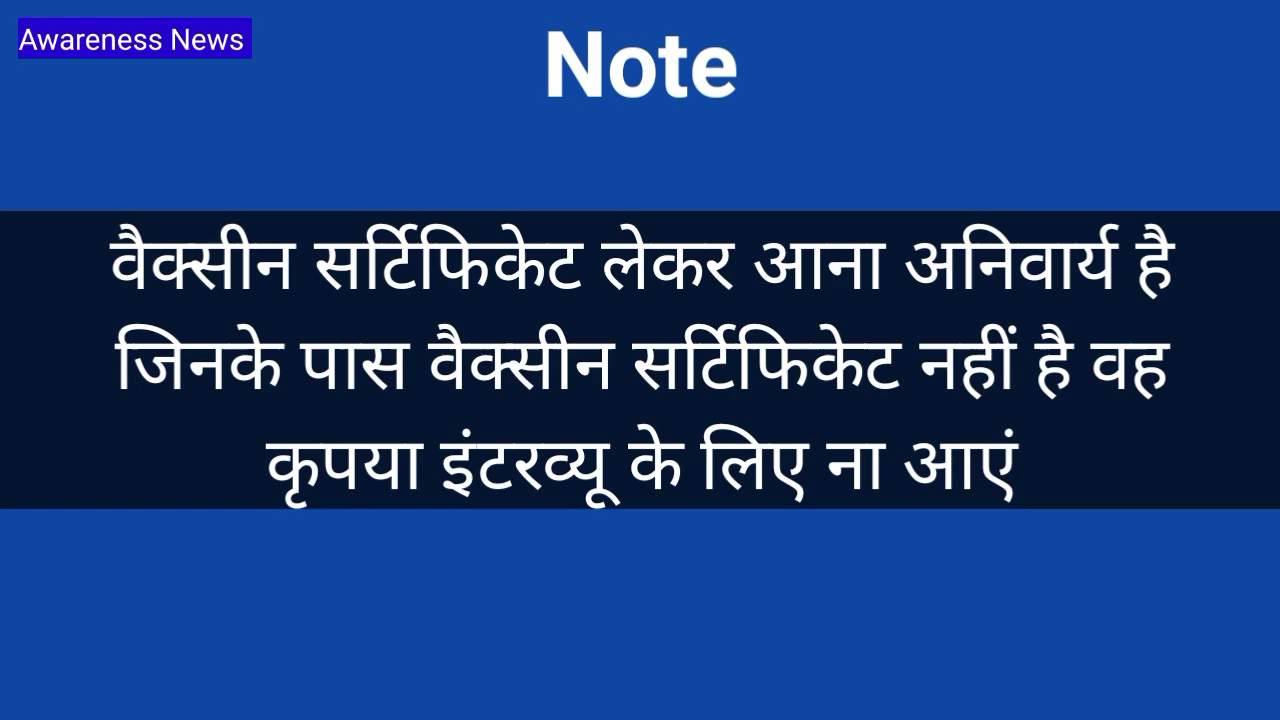 Awareness News
Note
वैक्सीन सर्टिफिकेट लेकर आना अनिवार्य है
जिनके पास वैक्सीन सर्टिफिकेट नहीं है वह
कृपया इंटरव्यू के लिए ना आएं